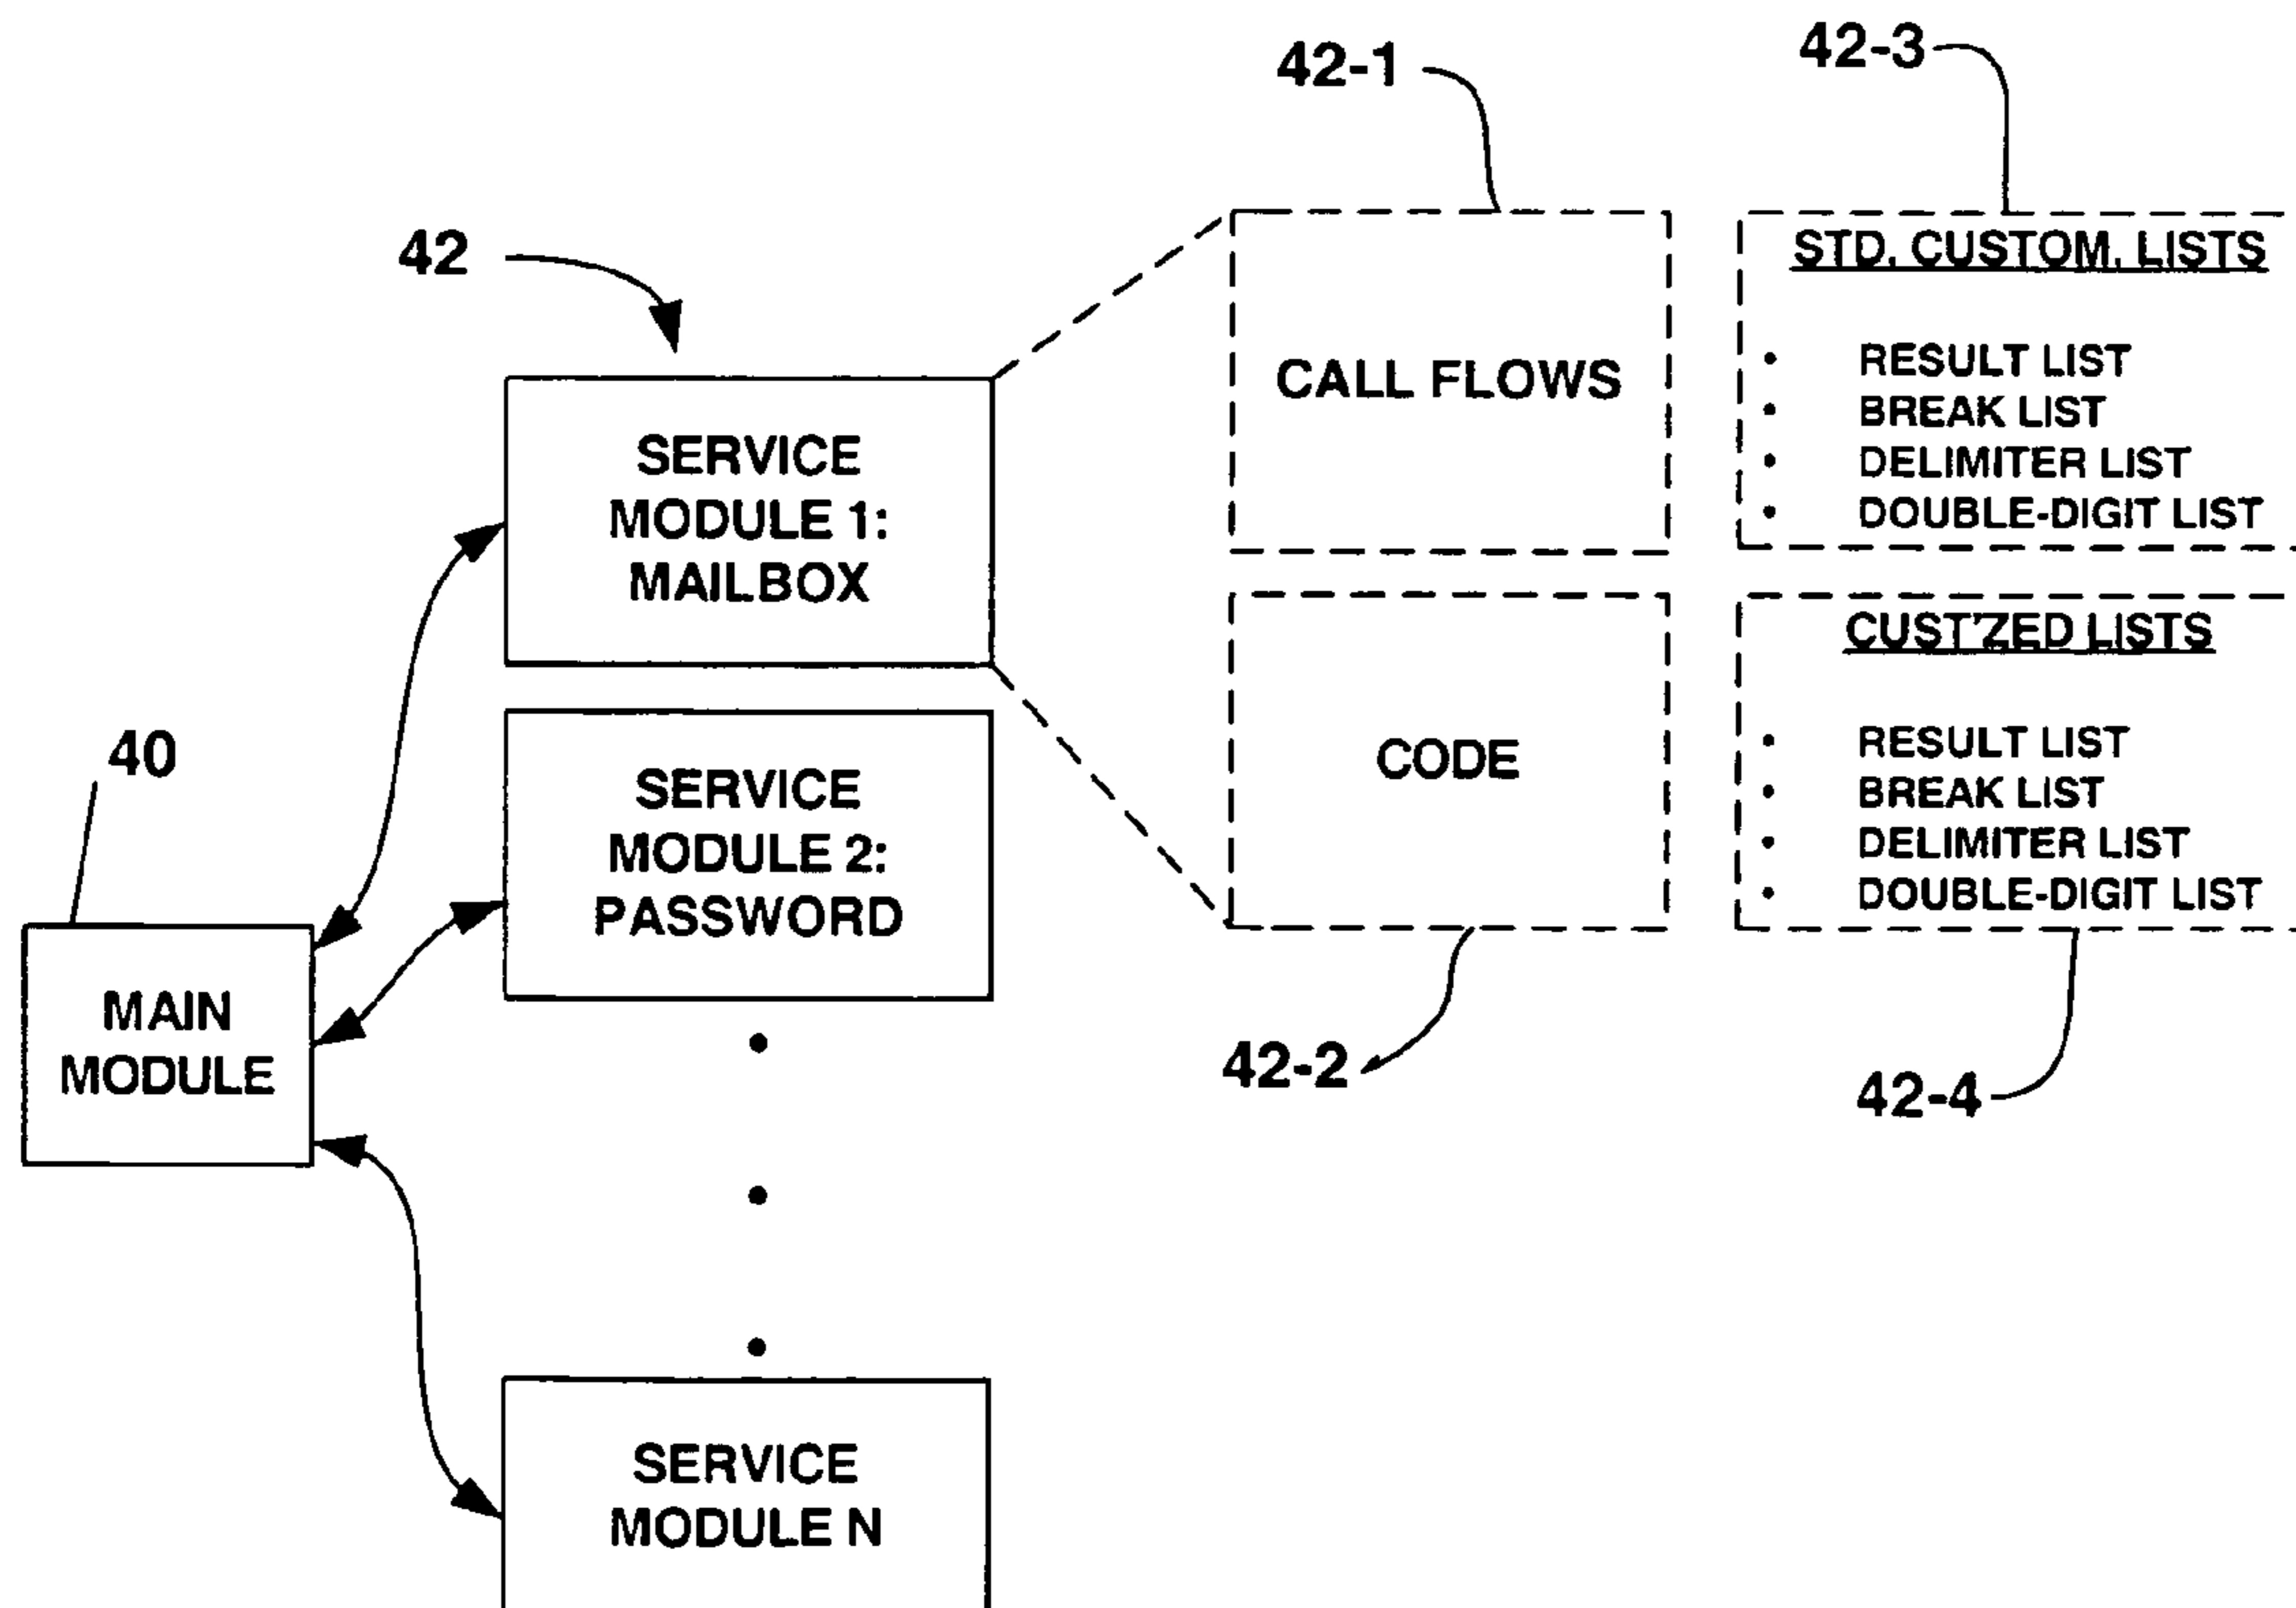 42-1
42-3
42
STD. CUSTOM. LISTS
• RESULT LIST
• BREAK LIST
• DELIMITER LIST
• DOUBLE-DIGIT LIST
CALL FLOWS
SERVICE
MODULE 1:
MAILBOX
CUST'ZED LISTS
• RESULT LIST
• BREAK LIST
• DELIMITER LIST
• DOUBLE-DIGIT LIST
CODE
40
SERVICE
MODULE 2:
PASSWORD
MAIN
MODULE
42-2
42-4
SERVICE
MODULE N